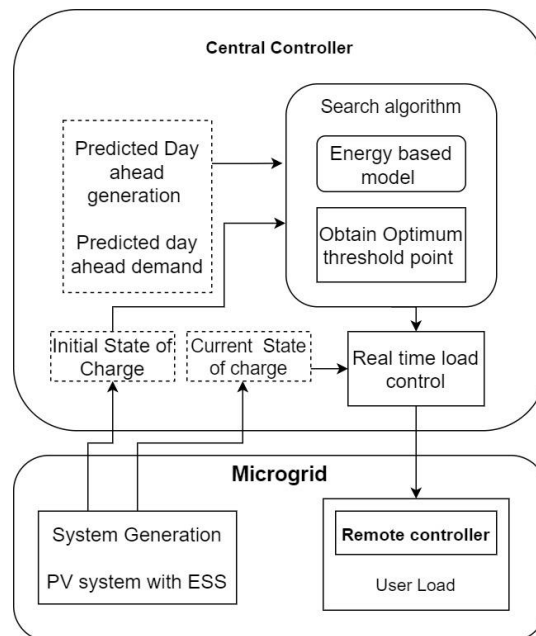 Central Controller
Search algorithm
Predicted Day
ahead
generation
Predicted day
ahead demand
Energy based
model
Obtain Optimum
threshold point
Initial State of
Charge
Current State
of charge
Real time load
control
Microgrid
System Generation
PV system with ESS
Remote controller
User Load